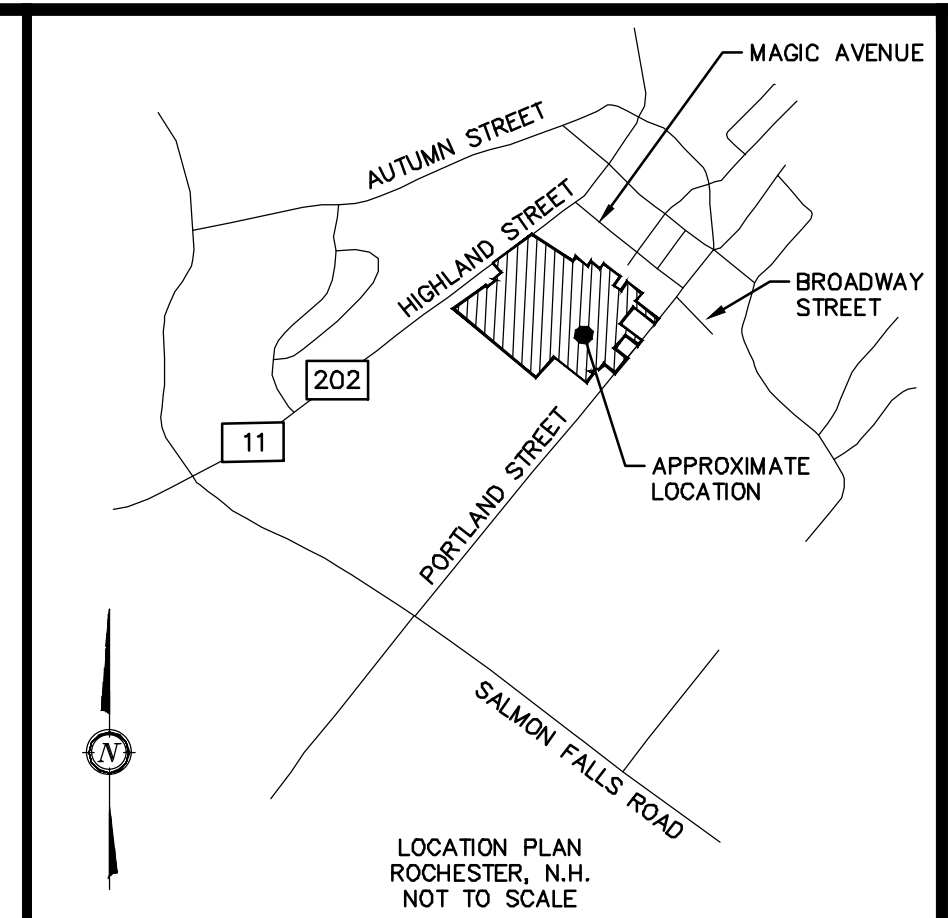 MAGIC AVENUE
AUTUMN STREET
HIGHLAND STREET
BROADWAY
STREET
202
11
APPROXIMATE
LOCATION
PORTLAND STREET
SALMON FALLS ROAD
N
LOCATION PLAN
ROCHESTER, N.H.
NOT TO SCALE